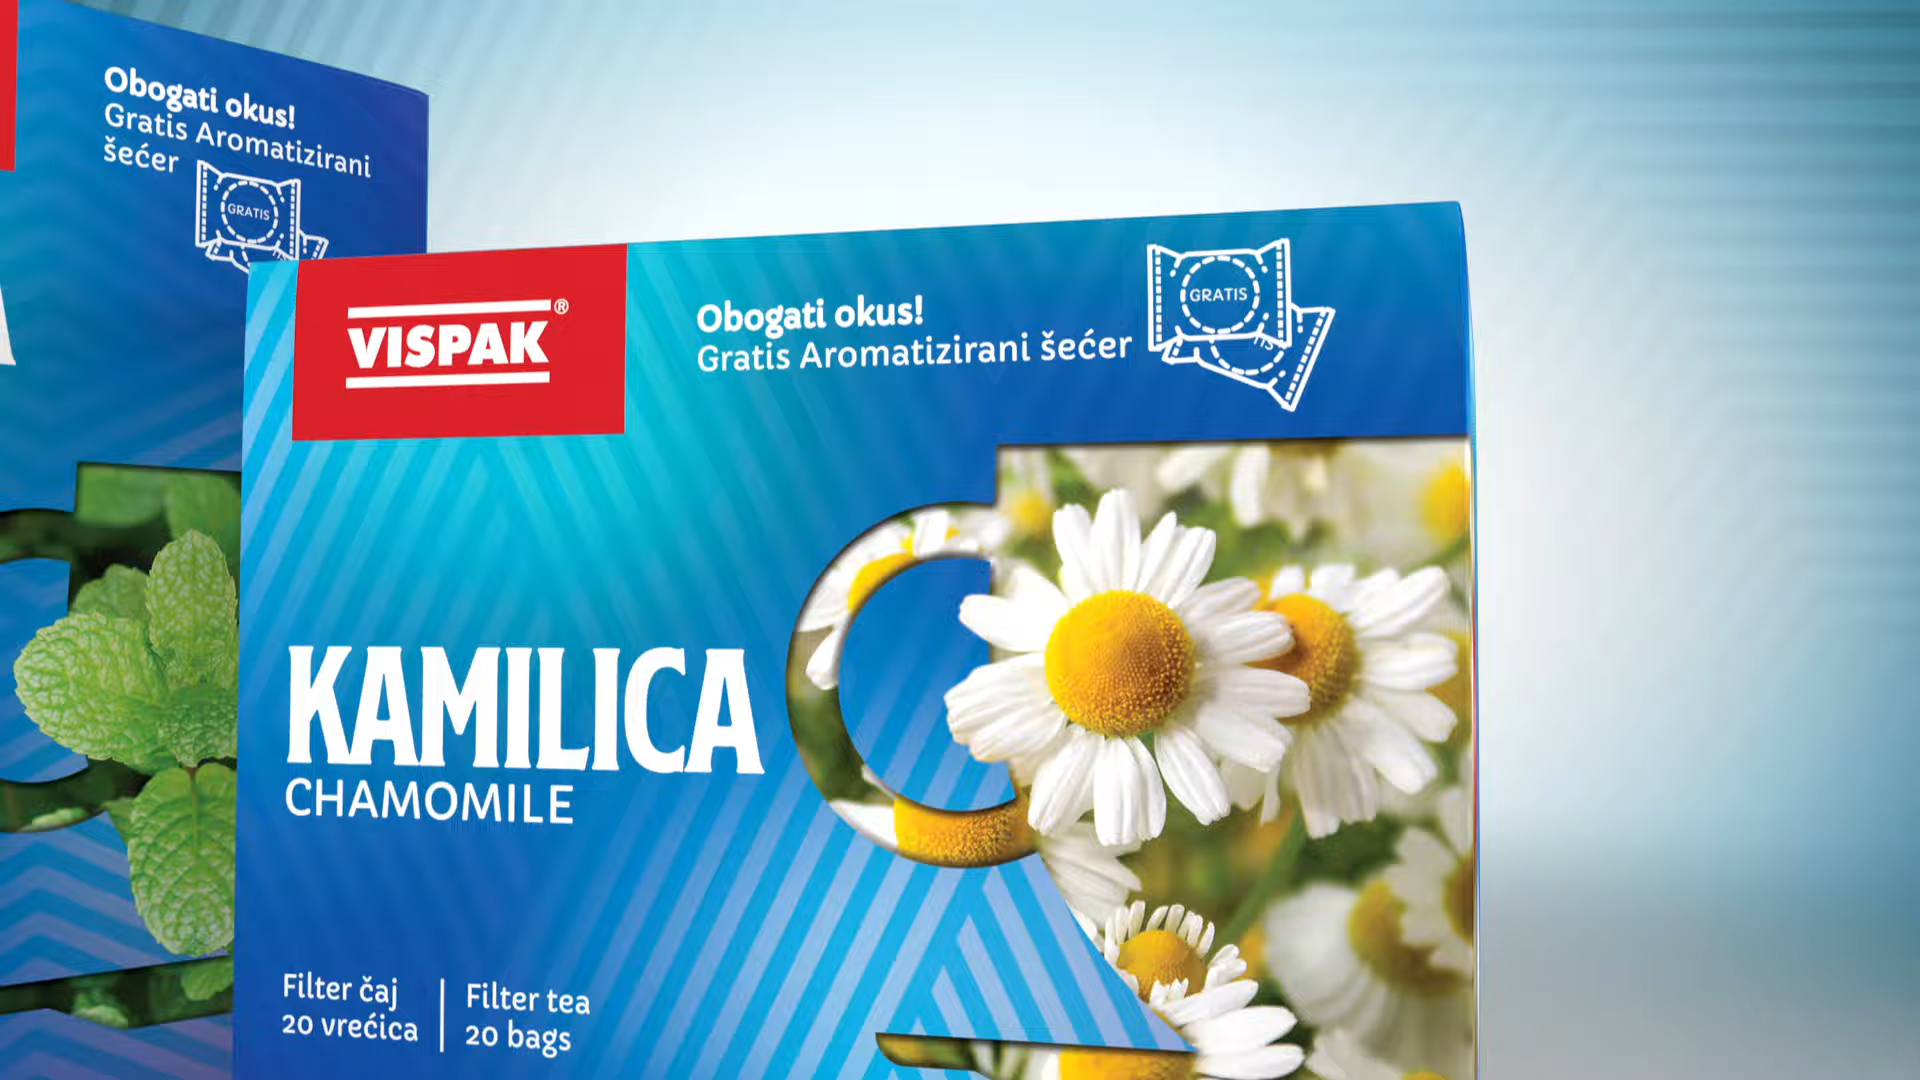 Obogati okus!
Gratis Aromatizirani
šećer
GRATIS
VISPAK®
Obogati okus!
Gratis Aromatizirani šećer
GRATIS
TIS
KAMILICA
CHAMOMILE
Filter čaj
20 vrećica
Filter tea
20 bags